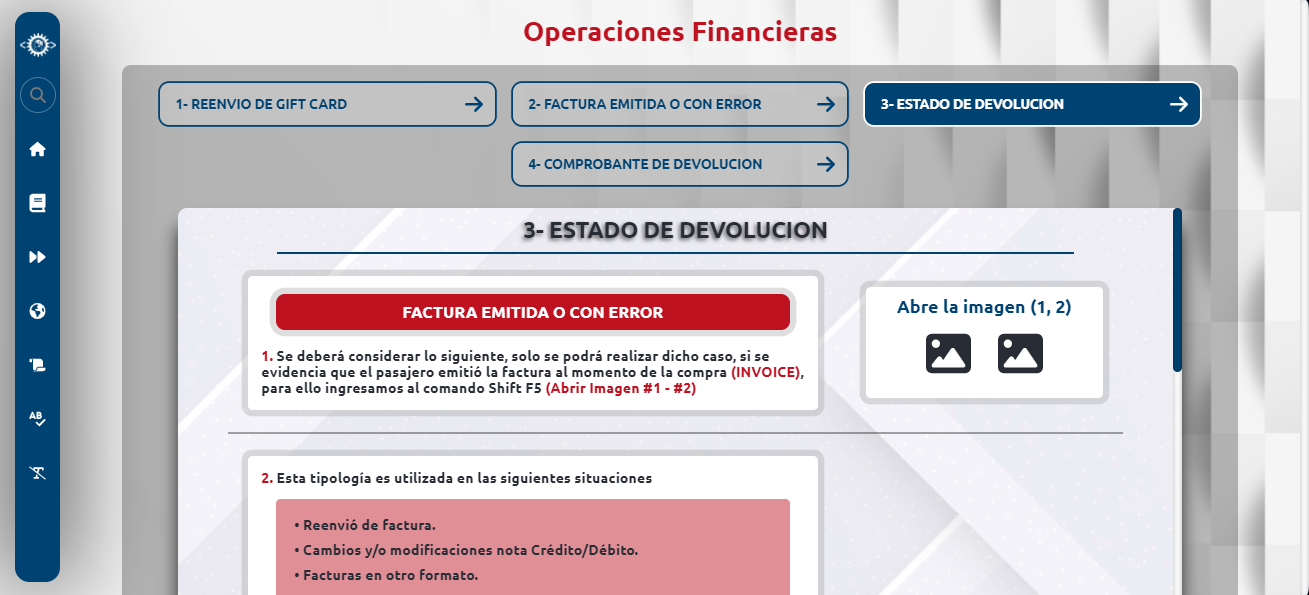 Operaciones Financieras
1- REENVIO DE GIFT CARD
2- FACTURA EMITIDA O CON ERROR
3- ESTADO DE DEVOLUCION
4- COMPROBANTE DE DEVOLUCION
3- ESTADO DE DEVOLUCION
FACTURA EMITIDA O CON ERROR
1. Se deberá considerar lo siguiente, solo se podrá realizar dicho caso, si se
evidencia que el pasajero emitió la factura al momento de la compra (INVOICE),
para ello ingresamos al comando Shift F5 (Abrir Imagen #1 - #2)
Abre la imagen (1, 2)
2. Esta tipología es utilizada en las siguientes situaciones
• Reenvió de factura.
• Cambios y/o modificaciones nota Crédito/Débito.
• Facturas en otro formato.
AB